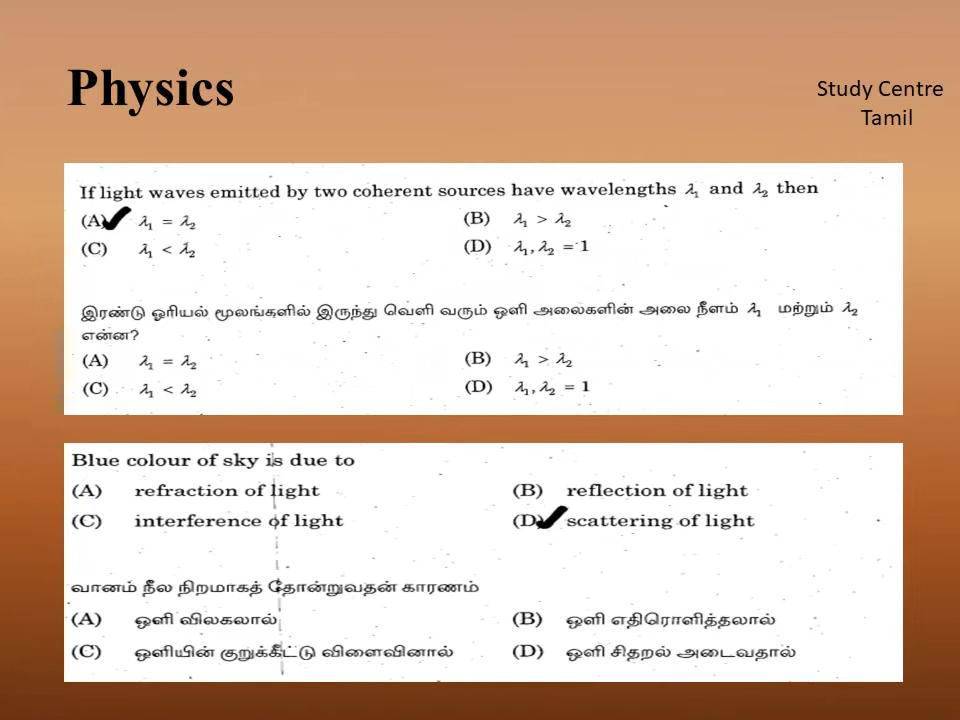 Physics
Study Centre
Tamil
If light waves emitted by two coherent sources have wavelengths λ₁ and λ₂ then
(A) λ₁ = λ₂ (B) λ₁ > λ₂
(C) λ₁ < λ₂ (D) λ₁, λ₂ = 1
இரண்டு ஓரியல் மூலங்களில் இருந்து வெளி வரும் ஒளி அலைகளின் அலை நீளம் λ₁ மற்றும் λ₂
என்ன?
(A) λ₁ = λ₂ (B) λ₁ > λ₂
(C) λ₁ < λ₂ (D) λ₁, λ₂ = 1
Blue colour of sky is due to
(A) refraction of light (B) reflection of light
(C) interference of light (D) scattering of light
வானம் நீல நிறமாகத் தோன்றுவதன் காரணம்
(A) ஒளி விலகலால் (B) ஒளி எதிரொளித்தலால்
(C) ஒளியின் குறுக்கீட்டு விளைவினால் (D) ஒளி சிதறல் அடைவதால்